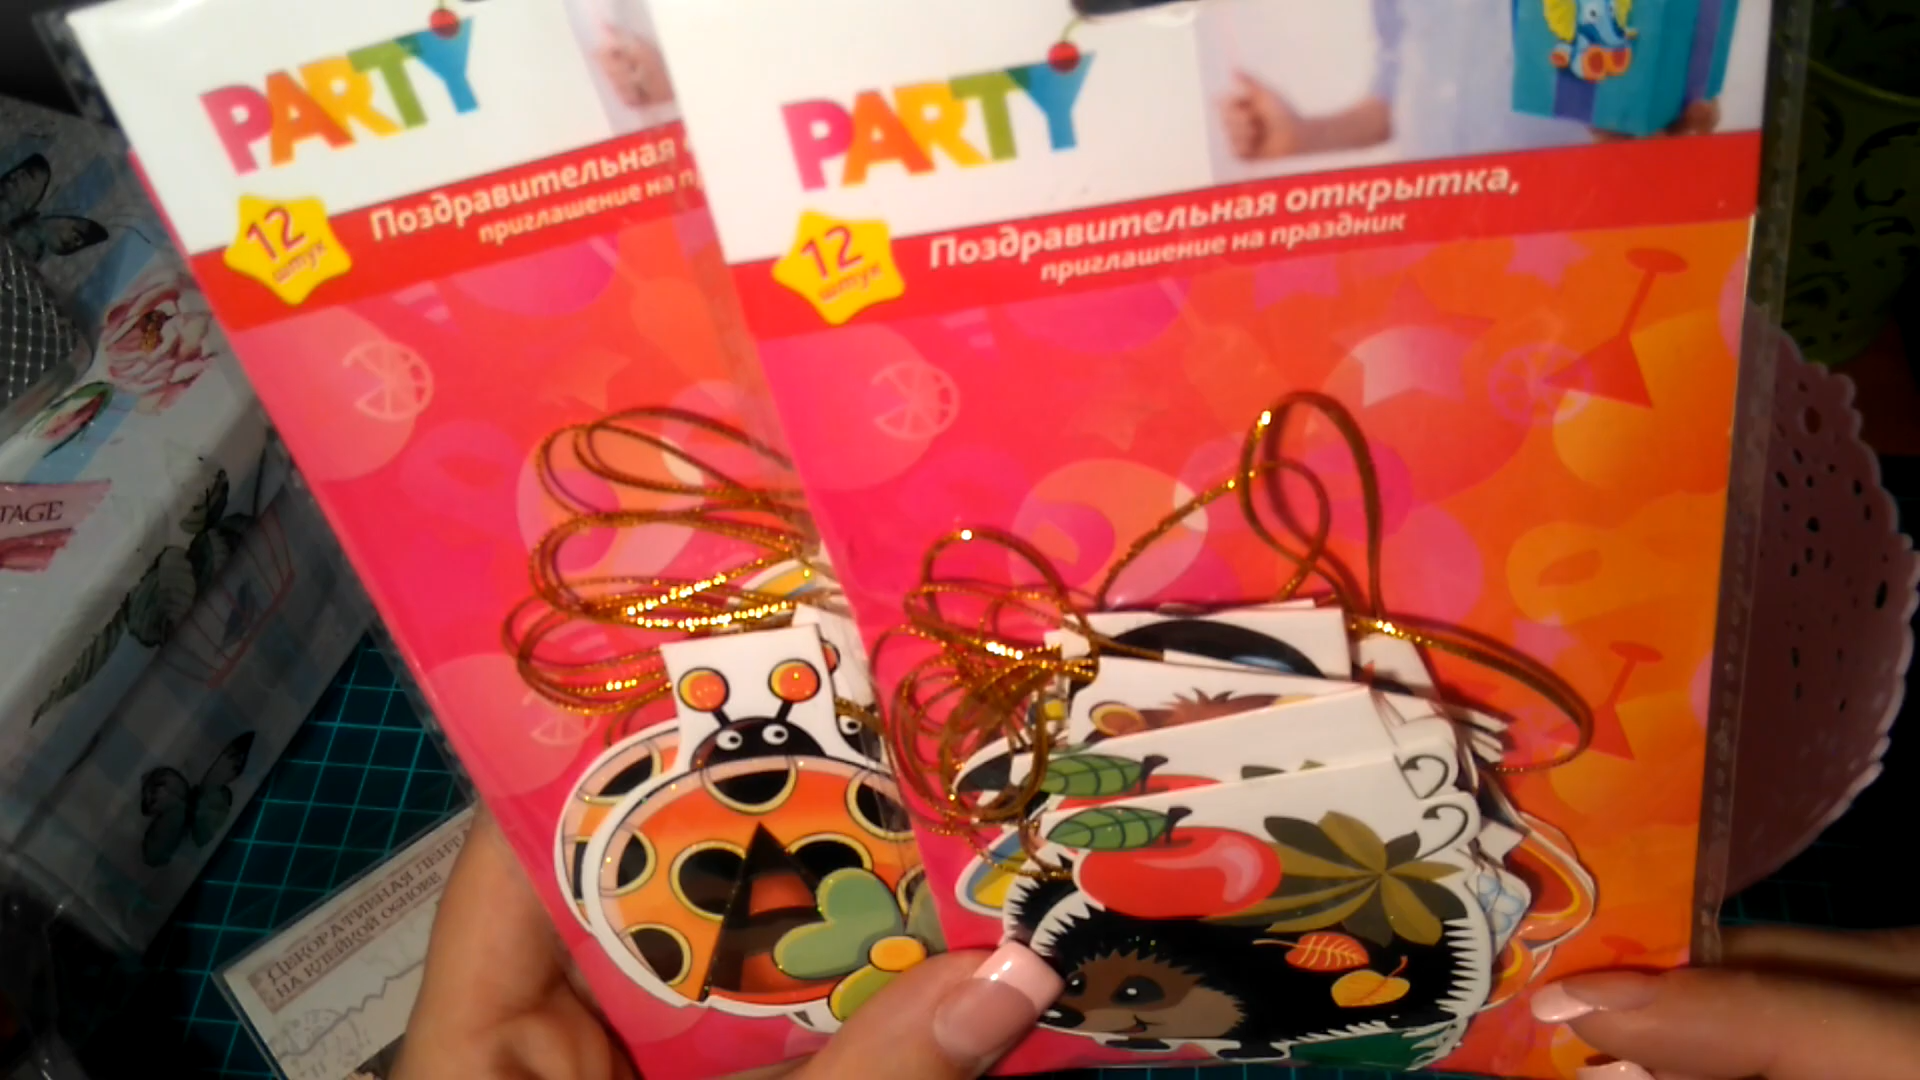 PARTY
12
штук
Поздравительная
приглашение на
PARTY
12
штук
Поздравительная открытка,
приглашение на праздник
TAGE
ДЕКОРАТИВНАЯ ЛЕНТ
НА КЛЕЙКОЙ ОСНОВЕ
А